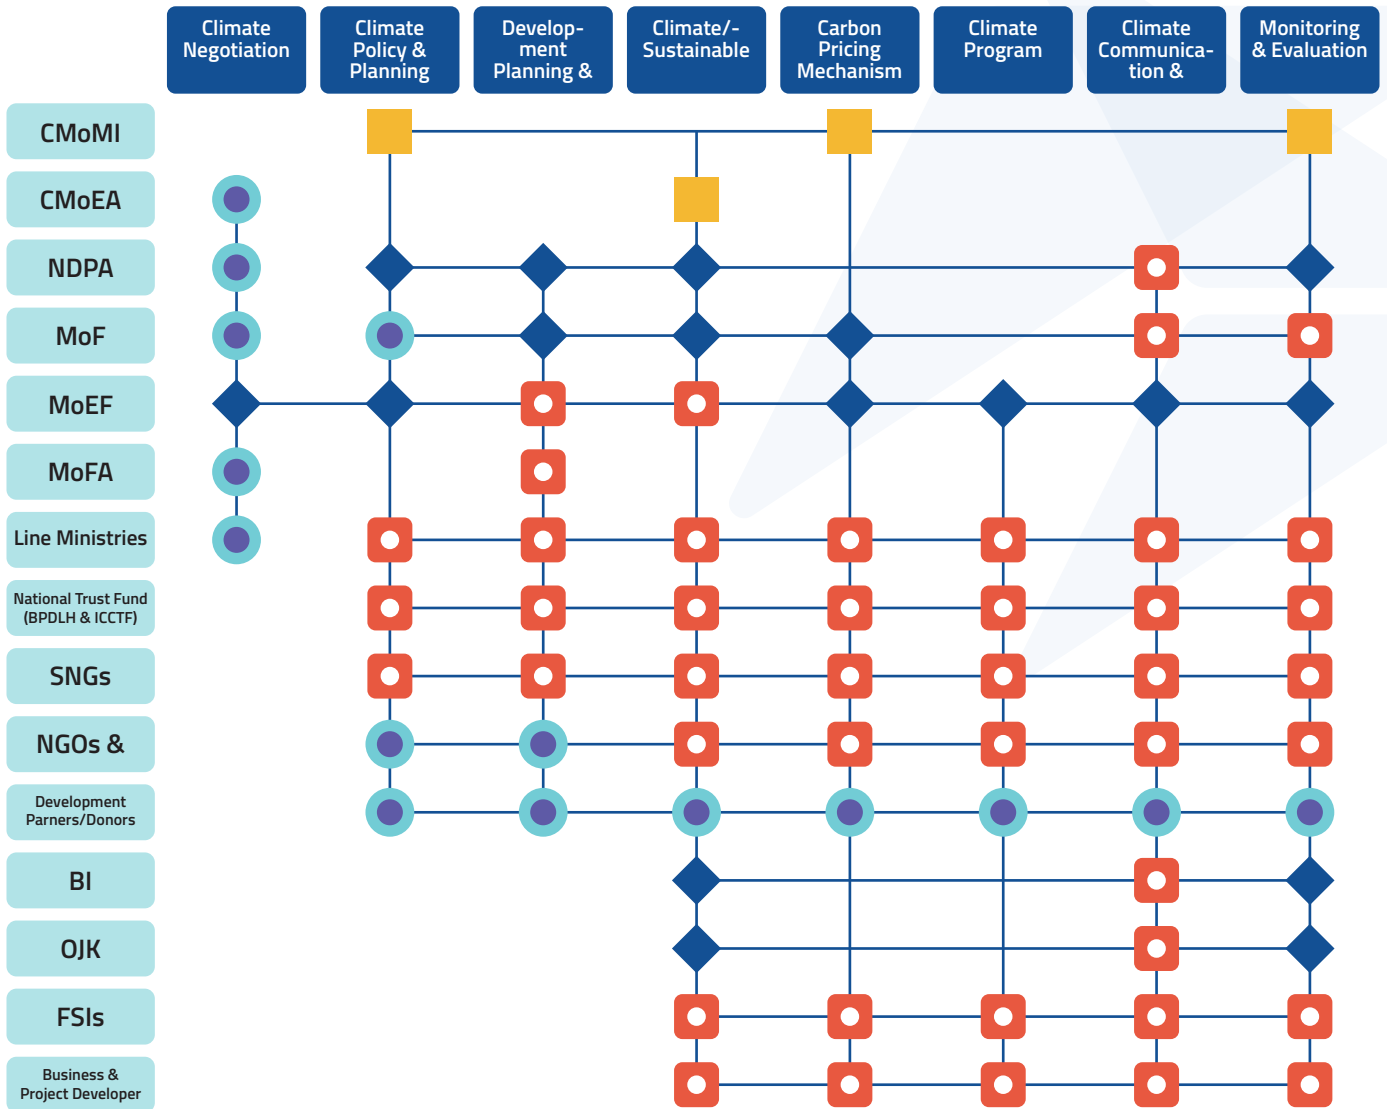 Climate
Negotiation
Climate
Policy &
Planning
Develop-
ment
Planning &
Climate/-
Sustainable
Carbon
Pricing
Mechanism
Climate
Program
Climate
Communica-
tion &
Monitoring
& Evaluation
CMoMI
CMoEA
NDPA
MoF
MoEF
MoFA
Line Ministries
National Trust Fund
(BPDLH & ICCTF)
SNGs
NGOs &
Development
Parners/Donors
BI
OJK
FSIs
Business &
Project Developer